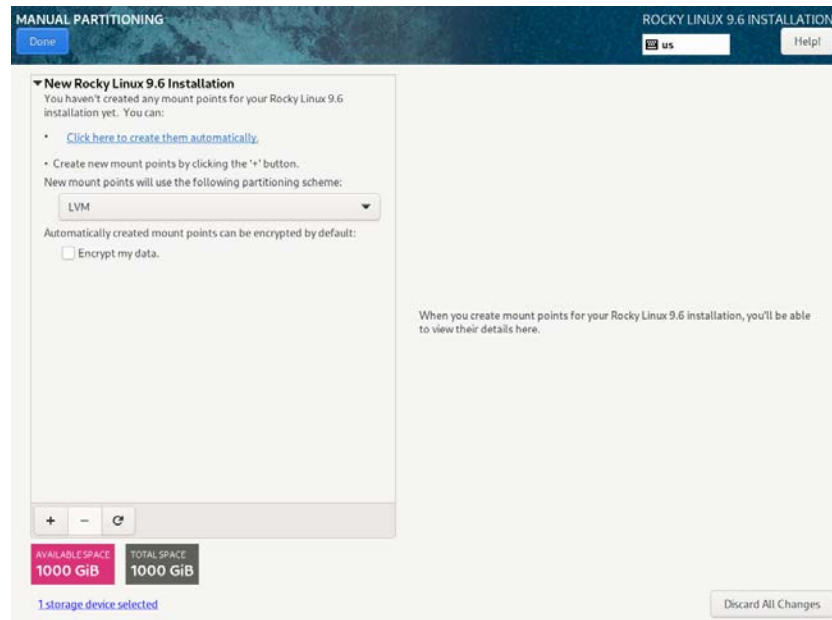 MANUAL PARTITIONING
ROCKY LINUX 9.6 INSTALLATION
Done
us
Help!
New Rocky Linux 9.6 Installation
You haven't created any mount points for your Rocky Linux 9.6
installation yet. You can:
• Click here to create them automatically.
• Create new mount points by clicking the '+' button.
New mount points will use the following partitioning scheme:
LVM
Automatically created mount points can be encrypted by default:
Encrypt my data.
When you create mount points for your Rocky Linux 9.6 installation, you'll be able
to view their details here.
+ − 
AVAILABLE SPACE
1000 GiB
TOTAL SPACE
1000 GiB
1 storage device selected
Discard All Changes